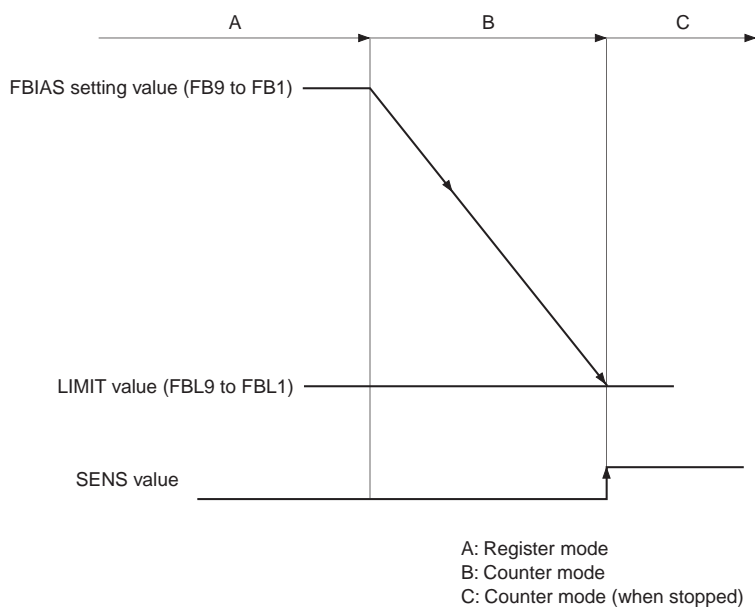 A
B
C
FBIAS setting value (FB9 to FB1)
LIMIT value (FBL9 to FBL1)
SENS value
A: Register mode
B: Counter mode
C: Counter mode (when stopped)